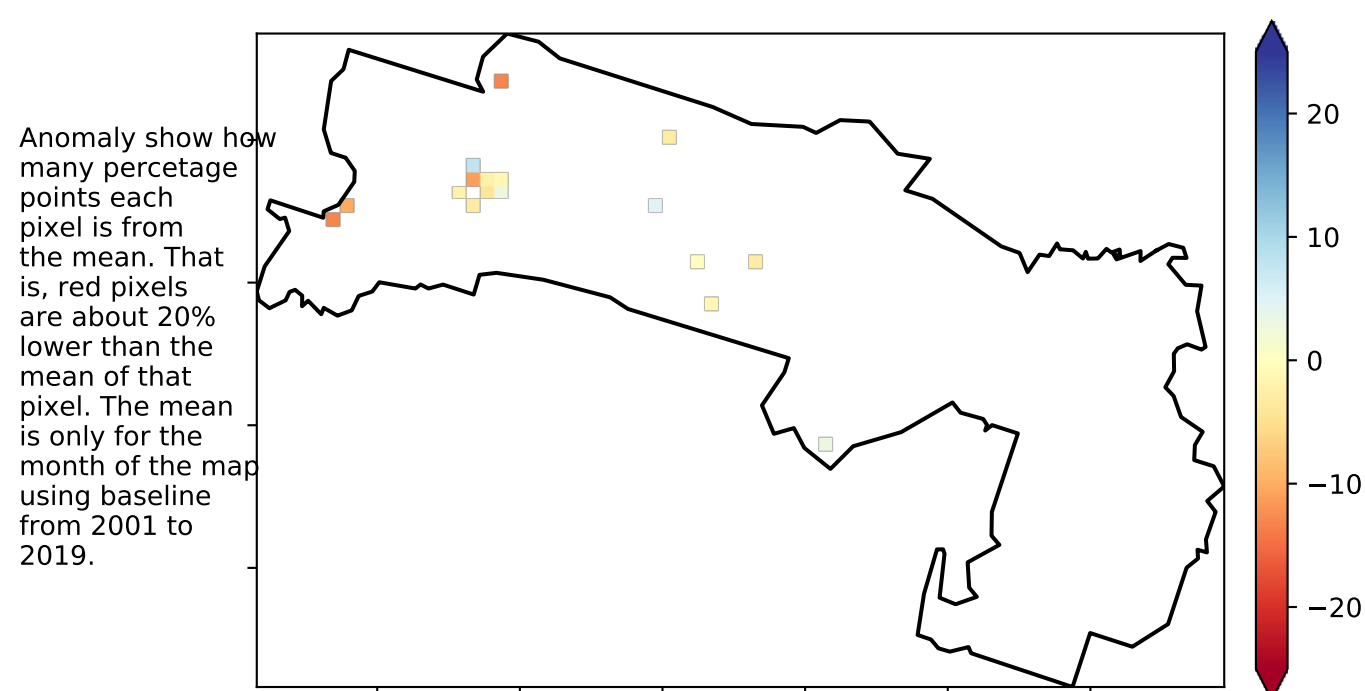 Anomaly show how
many percetage
points each
pixel is from
the mean. That
is, red pixels
are about 20%
lower than the
mean of that
pixel. The mean
is only for the
month of the map
using baseline
from 2001 to
2019.
20
10
0
−10
−20